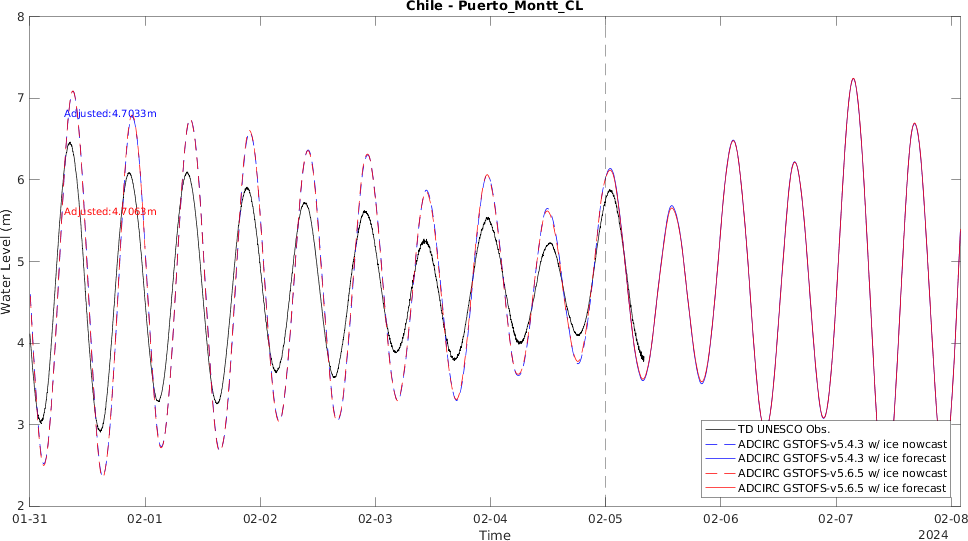 Chile - Puerto_Montt_CL
8
7
6
5
4
3
2
Water Level (m)
Adjusted:4.7033m
Adjusted:4.7063m
TD UNESCO Obs.
ADCIRC GSTOFS-v5.4.3 w/ ice nowcast
ADCIRC GSTOFS-v5.4.3 w/ ice forecast
ADCIRC GSTOFS-v5.6.5 w/ ice nowcast
ADCIRC GSTOFS-v5.6.5 w/ ice forecast
01-31 02-01 02-02 02-03 02-04 02-05 02-06 02-07 02-08
Time
2024